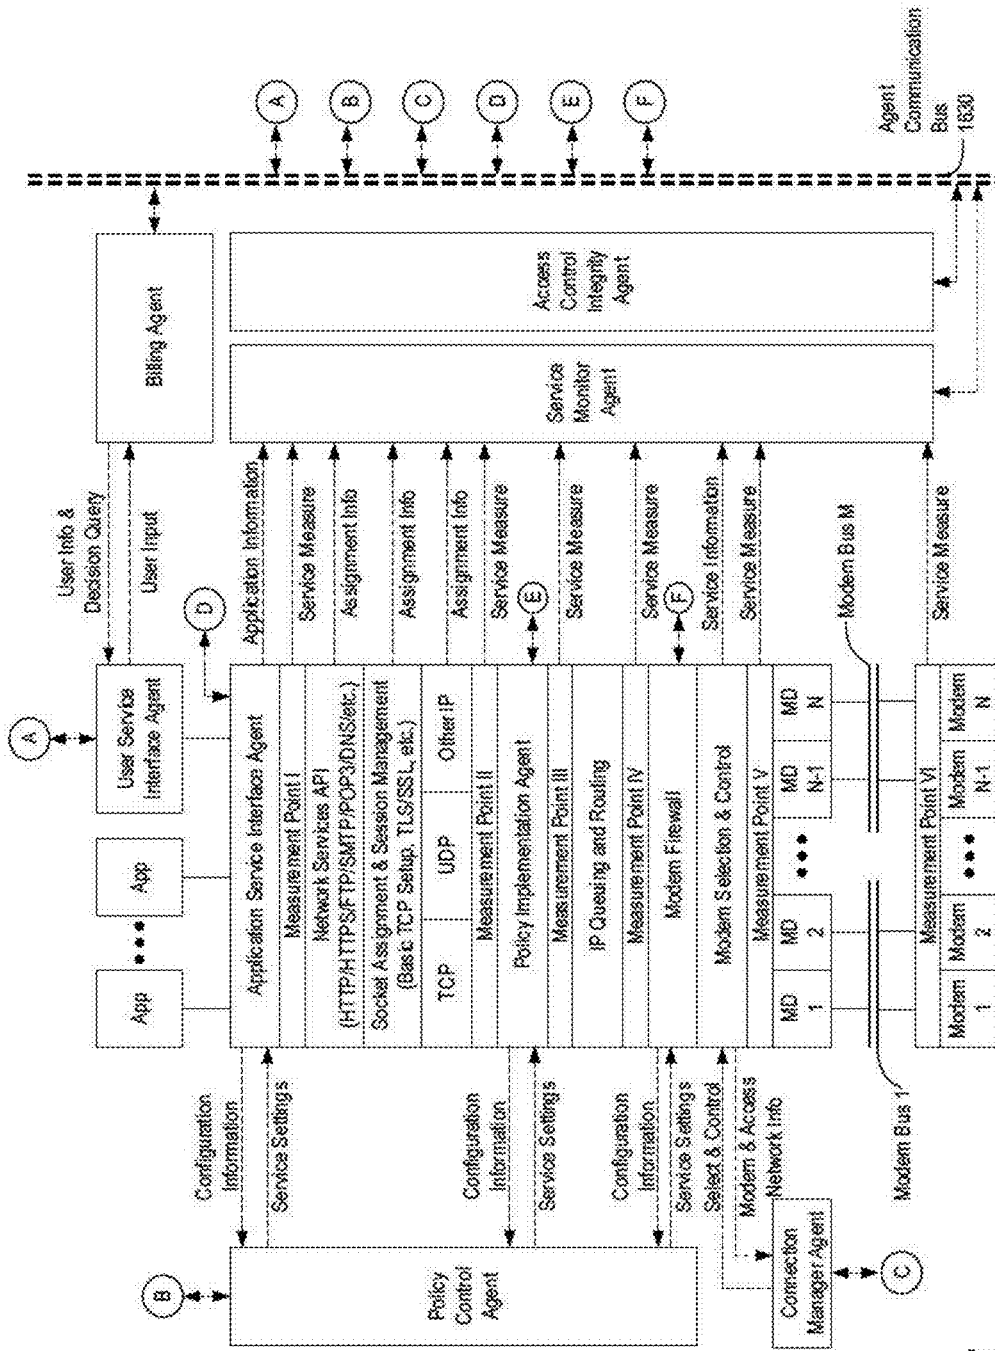 A
B
C
D
E
F
Agent
Communication
Bus
1630
Billing Agent
Access
Control
Integrity
Agent
Service
Monitor
Agent
User Info &
Decision Query
User Input
Application Information
Service Measure
Assignment Info
Assignment Info
Assignment Info
Service Measure
Service Measure
Service Measure
Service Information
Service Measure
Modem Bus M
Service Measure
D
E
F
A
User Service
Interface Agent
App
App
Application Service Interface Agent
Measurement Point I
Network Services API
(HTTP/HTTPS/FTP/SMTP/POP3/DNS/etc.)
Socket Assignment & Session Management
(Basic TCP Setup, TLS/SSL, etc.)
TCP
UDP
Other IP
Measurement Point II
Policy Implementation Agent
Measurement Point III
IP Queuing and Routing
Measurement Point IV
Modem Firewall
Modem Selection & Control
Measurement Point V
MD
1
MD
2
MD
N-1
MD
N
Measurement Point VI
Modem
1
Modem
2
Modem
N-1
Modem
N
Configuration
Information
Service Settings
Configuration
Information
Service Settings
Configuration
Information
Service Settings
Select & Control
Modem & Access
Network Info
Modem Bus 1
B
Policy
Control
Agent
Connection
Manager Agent
C